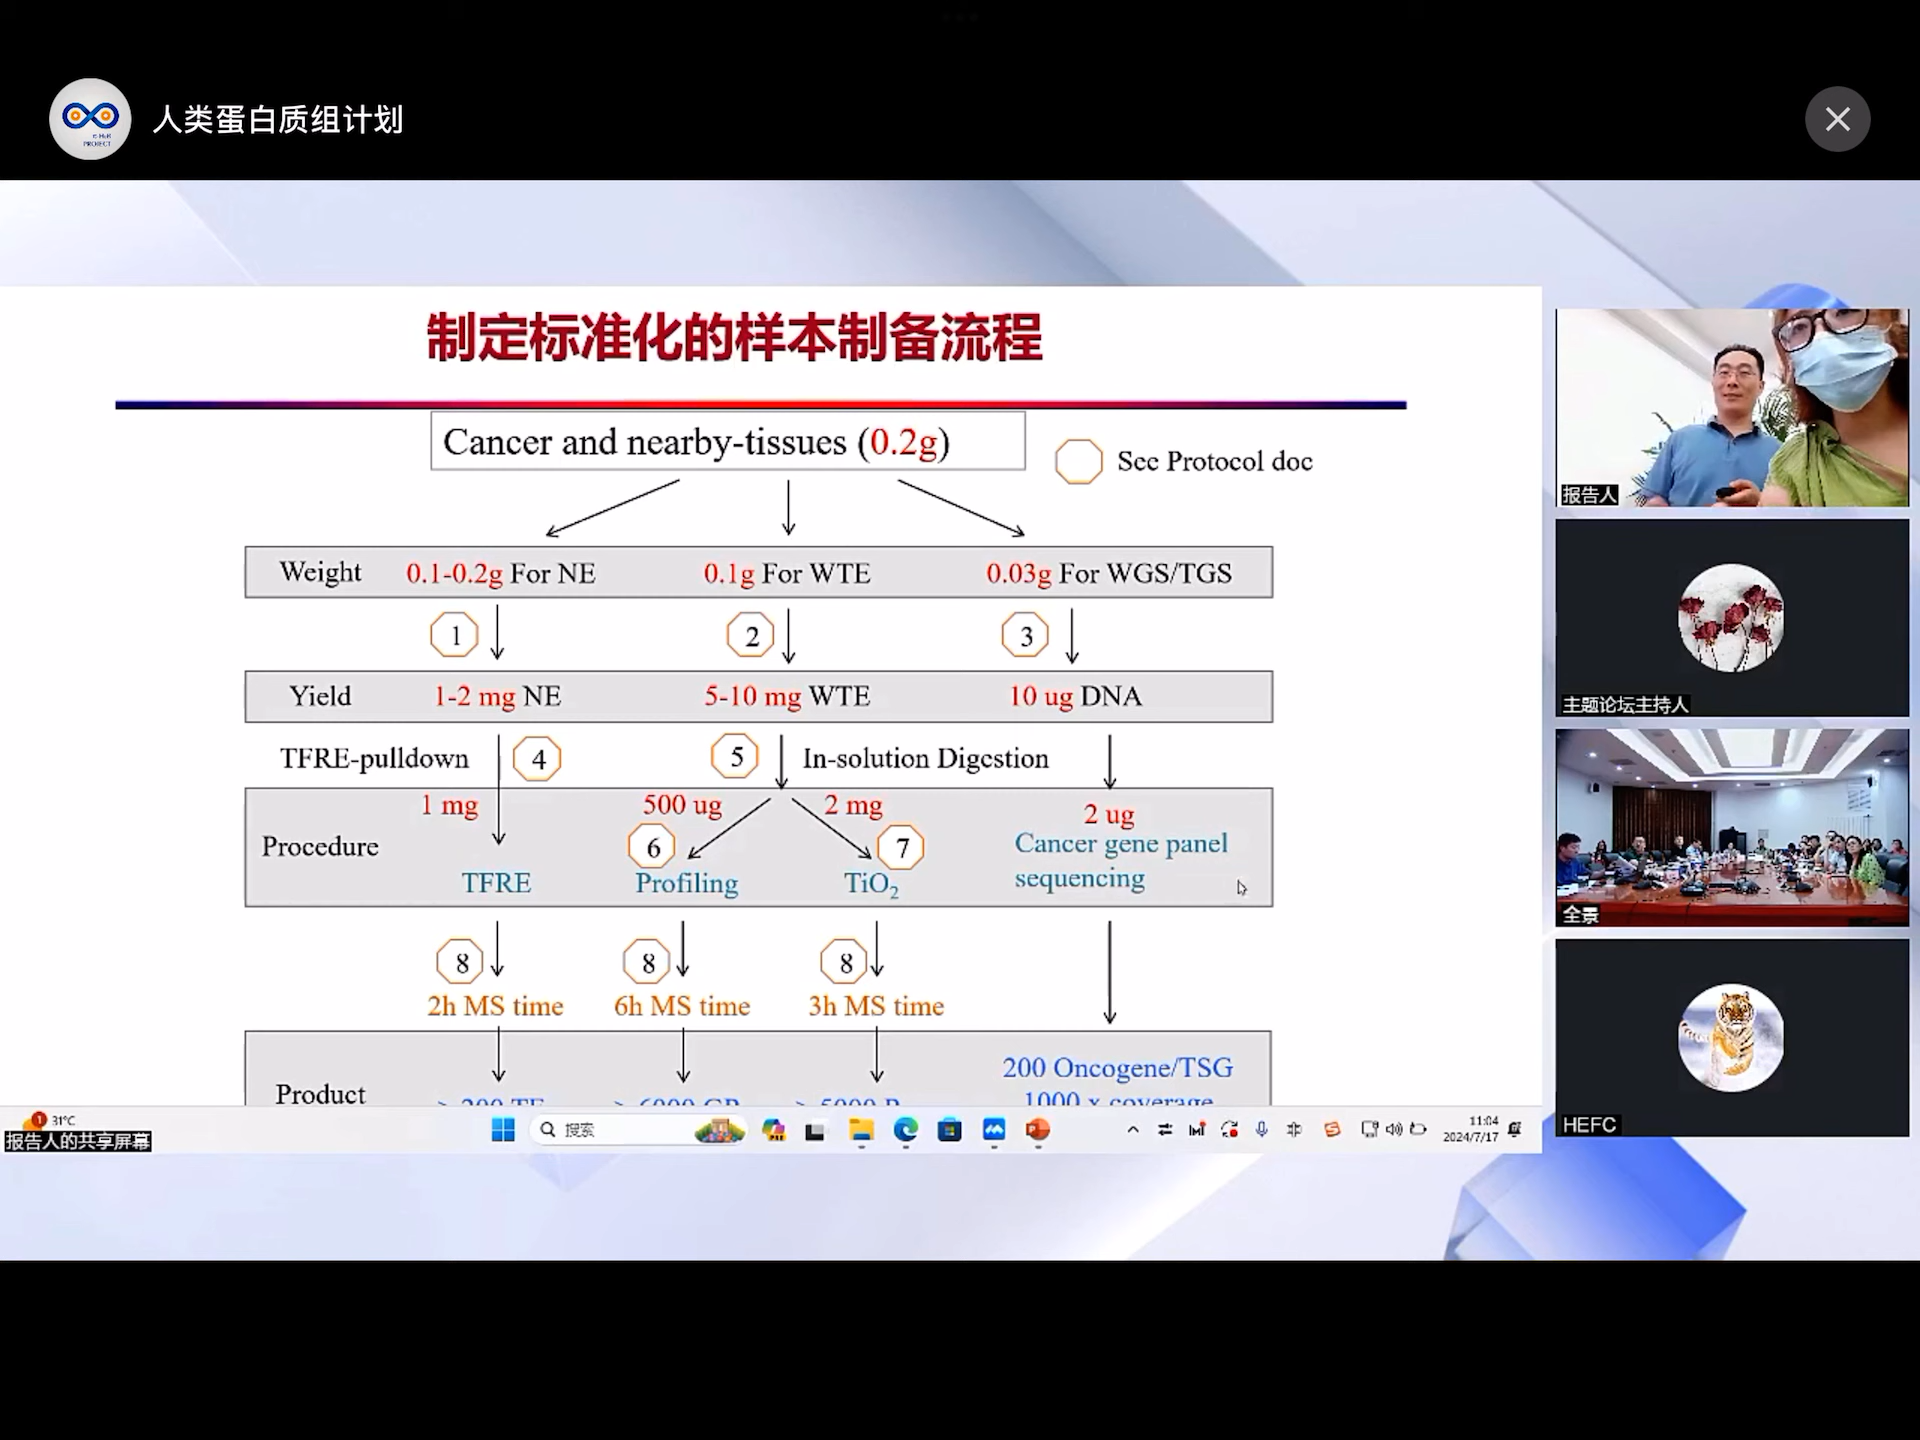 人类蛋白质组计划
PROJECT
制定标准化的样本制备流程
Cancer and nearby-tissues (0.2g)
See Protocol doc
Weight 0.1-0.2g For NE 0.1g For WTE 0.03g For WGS/TGS
1 2 3
Yield 1-2 mg NE 5-10 mg WTE 10 ug DNA
TFRE-pulldown 4 5 In-solution Digestion
1 mg 500 ug 2 mg 2 ug
Procedure 6 7 Cancer gene panel
TFRE Profiling TiO2 sequencing
8 8 8
2h MS time 6h MS time 3h MS time
200 Oncogene/TSG
Product 1000 x coverage
1 31°C
报告人的共享屏幕
搜索
11:04
2024/7/17
报告人
主题论坛主持人
全景
HEFC